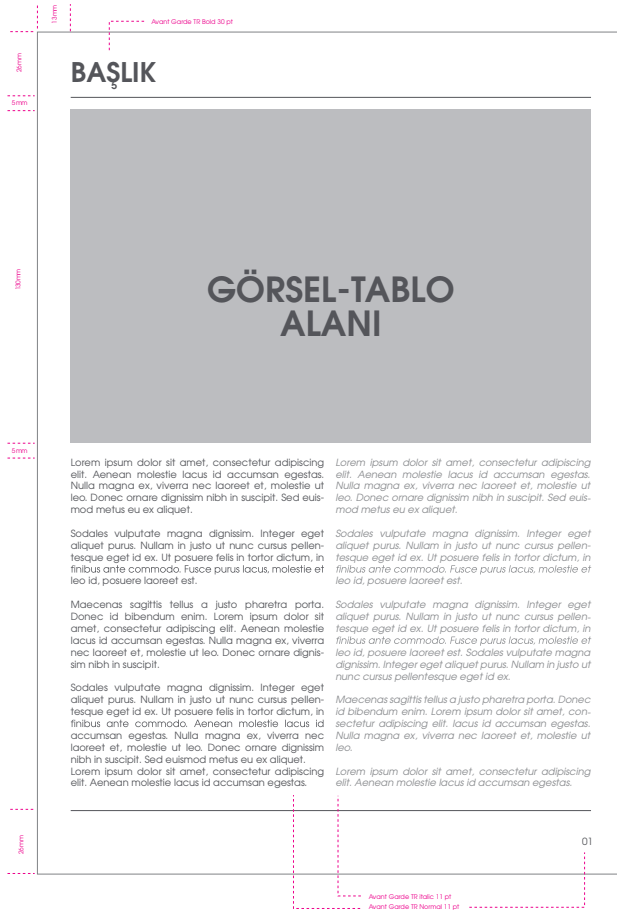 13mm
Avant Garde TR Bold 30 pt
26mm
BAŞLIK
5mm
GÖRSEL-TABLO
ALANI
130mm
5mm
Lorem ipsum dolor sit amet, consectetur adipiscing
elit. Aenean molestie lacus id accumsan egestas.
Nulla magna ex, viverra nec laoreet et, molestie ut
leo. Donec ornare dignissim nibh in suscipit. Sed euis-
mod metus eu ex aliquet.
Sodales vulputate magna dignissim. Integer eget
aliquet purus. Nullam in justo ut nunc cursus pellen-
tesque eget id ex. Ut posuere felis in tortor dictum, in
finibus ante commodo. Fusce purus lacus, molestie et
leo id, posuere laoreet est.
Maecenas sagittis tellus a justo pharetra porta.
Donec id bibendum enim. Lorem ipsum dolor sit
amet, consectetur adipiscing elit. Aenean molestie
lacus id accumsan egestas. Nulla magna ex, viverra
nec laoreet et, molestie ut leo. Donec ornare dignis-
sim nibh in suscipit.
Sodales vulputate magna dignissim. Integer eget
aliquet purus. Nullam in justo ut nunc cursus pellen-
tesque eget id ex. Ut posuere felis in tortor dictum, in
finibus ante commodo. Aenean molestie lacus id
accumsan egestas. Nulla magna ex, viverra nec
laoreet et, molestie ut leo. Donec ornare dignissim
nibh in suscipit. Sed euismod metus eu ex aliquet.
Lorem ipsum dolor sit amet, consectetur adipiscing
elit. Aenean molestie lacus id accumsan egestas.
Lorem ipsum dolor sit amet, consectetur adipiscing
elit. Aenean molestie lacus id accumsan egestas.
Nulla magna ex, viverra nec laoreet et, molestie ut
leo. Donec ornare dignissim nibh in suscipit. Sed euis-
mod metus eu ex aliquet.
Sodales vulputate magna dignissim. Integer eget
aliquet purus. Nullam in justo ut nunc cursus pellen-
tesque eget id ex. Ut posuere felis in tortor dictum, in
finibus ante commodo. Fusce purus lacus, molestie et
leo id, posuere laoreet est.
Sodales vulputate magna dignissim. Integer eget
aliquet purus. Nullam in justo ut nunc cursus pellen-
tesque eget id ex. Ut posuere felis in tortor dictum, in
finibus ante commodo. Fusce purus lacus, molestie et
leo id, posuere laoreet est. Sodales vulputate magna
dignissim. Integer eget aliquet purus. Nullam in justo ut
nunc cursus pellentesque eget id ex.
Maecenas sagittis tellus a justo pharetra porta. Donec
id bibendum enim. Lorem ipsum dolor sit amet, con-
sectetur adipiscing elit. lacus id accumsan egestas.
Nulla magna ex, viverra nec laoreet et, molestie ut
leo.
Lorem ipsum dolor sit amet, consectetur adipiscing
elit. Aenean molestie lacus id accumsan egestas.
26mm
01
Avant Garde TR Italic 11 pt
Avant Garde TR Normal 11 pt